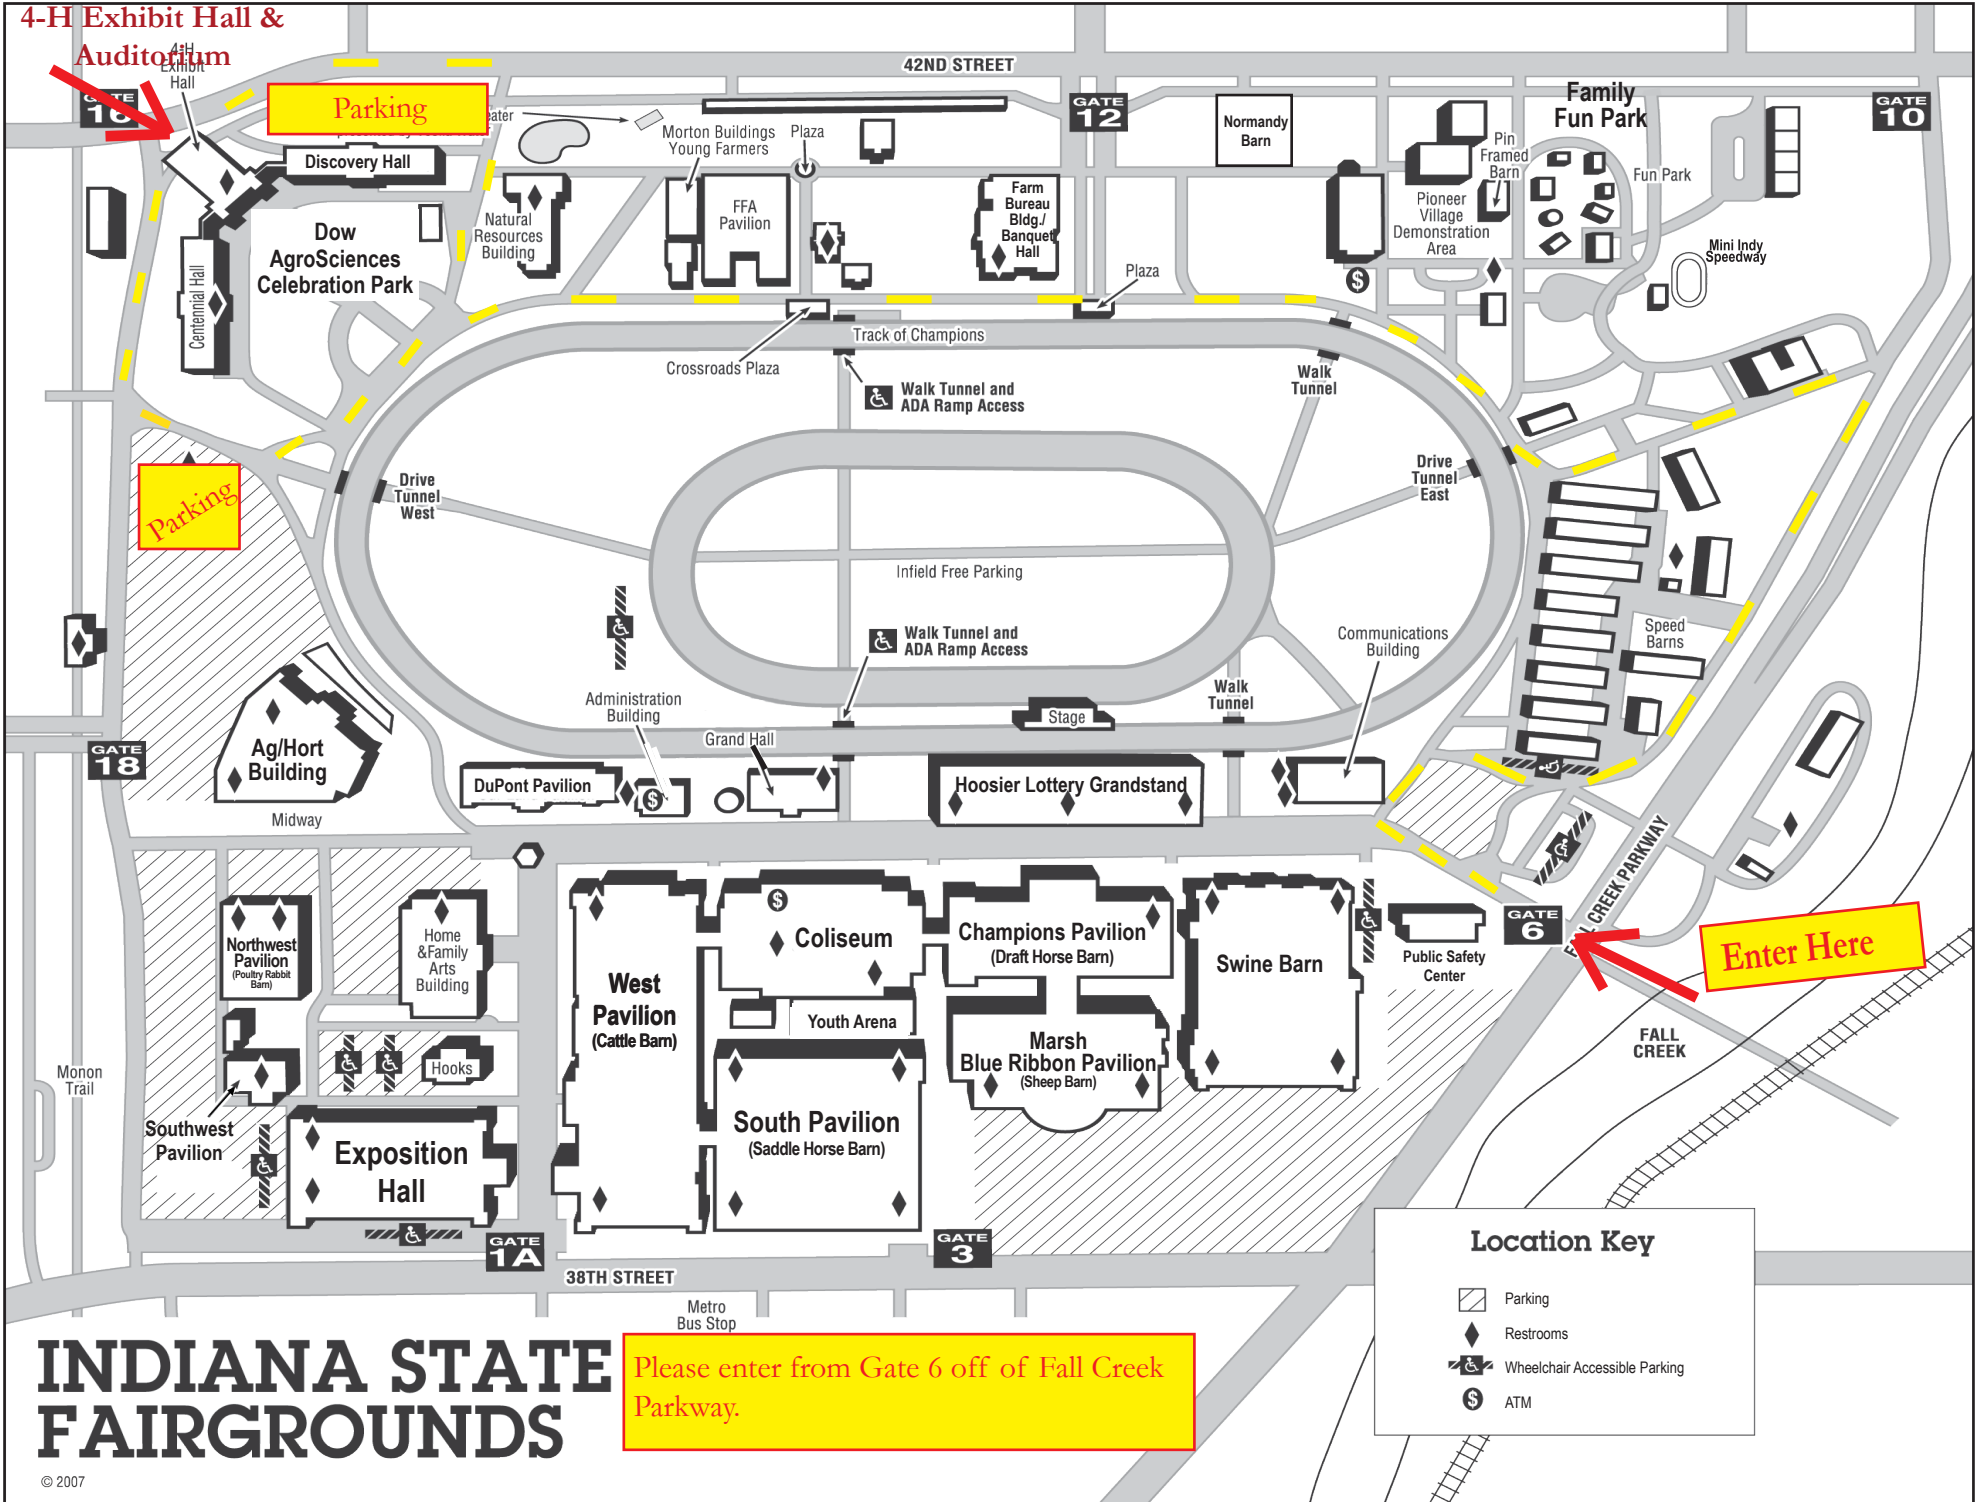 4-H Exhibit Hall &
Auditorium
4-H
Exhibit
Hall
42ND STREET
GATE
12
GATE
10
Parking
Discovery Hall
Morton Buildings
Young Farmers
Plaza
Normandy
Barn
Family
Fun Park
Pin
Framed
Barn
Fun Park
Dow
AgroSciences
Celebration Park
Natural
Resources
Building
FFA
Pavilion
Farm
Bureau
Bldg./
Banquet
Hall
Pioneer
Village
Demonstration
Area
Mini Indy
Speedway
Centennial Hall
Plaza
$
Track of Champions
Crossroads Plaza
Walk Tunnel and
ADA Ramp Access
Walk
Tunnel
Parking
Drive
Tunnel
West
Drive
Tunnel
East
Infield Free Parking
Walk Tunnel and
ADA Ramp Access
Communications
Building
Speed
Barns
Administration
Building
Walk
Tunnel
Stage
Grand Hall
GATE
18
Ag/Hort
Building
DuPont Pavilion
$
Hoosier Lottery Grandstand
Midway
FALL CREEK PARKWAY
Northwest
Pavilion
(Poultry Rabbit
Barn)
Home
&Family
Arts
Building
West
Pavilion
(Cattle Barn)
$
Coliseum
Champions Pavilion
(Draft Horse Barn)
Swine Barn
Public Safety
Center
GATE
6
Enter Here
Youth Arena
Marsh
Blue Ribbon Pavilion
(Sheep Barn)
FALL
CREEK
Monon
Trail
Hooks
Southwest
Pavilion
Exposition
Hall
South Pavilion
(Saddle Horse Barn)
GATE
1A
GATE
3
38TH STREET
Metro
Bus Stop
Location Key
Parking
Restrooms
Wheelchair Accessible Parking
$ ATM
INDIANA STATE
FAIRGROUNDS
Please enter from Gate 6 off of Fall Creek
Parkway.
© 2007